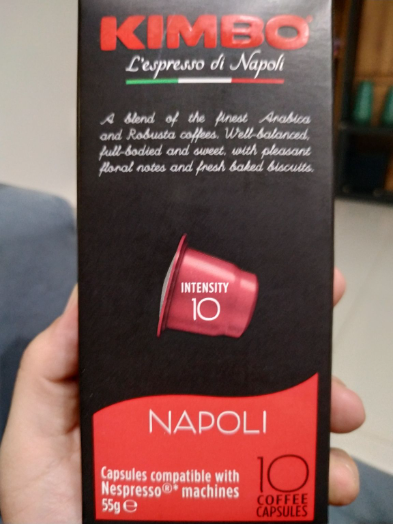 KIMBO
L'espresso di Napoli
A blend of the finest Arabica
and Robusta coffees. Well-balanced,
full-bodied and sweet, with pleasant
floral notes and fresh baked biscuits.
INTENSITY
10
NAPOLI
Capsules compatible with
Nespresso®* machines
55g ℮
10
COFFEE
CAPSULES